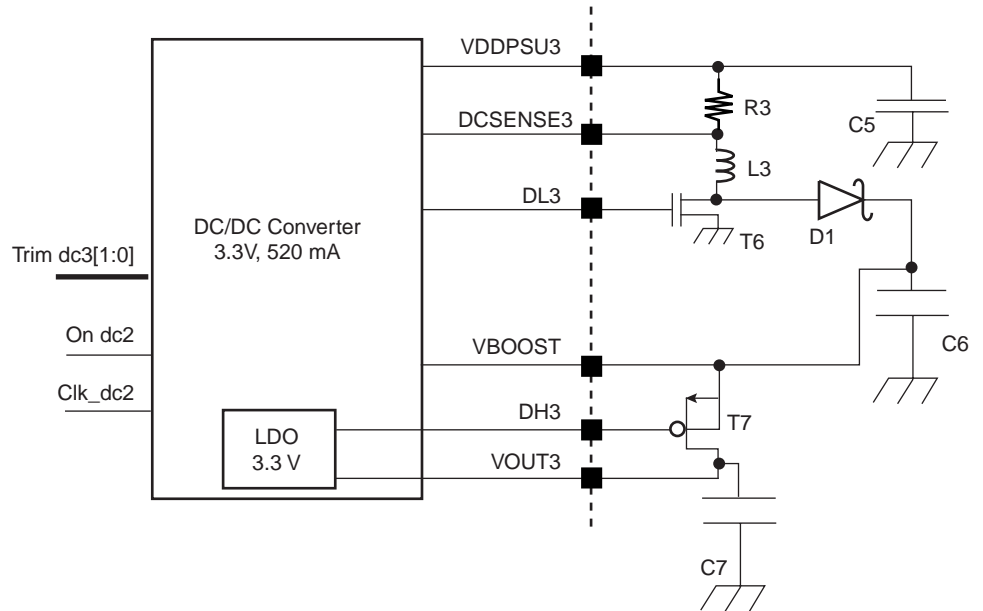 VDDPSU3
R3
C5
DCSENSE3
L3
DL3
T6
D1
DC/DC Converter
3.3V, 520 mA
Trim dc3[1:0]
On dc2
Clk_dc2
VBOOST
C6
DH3
T7
LDO
3.3 V
VOUT3
C7